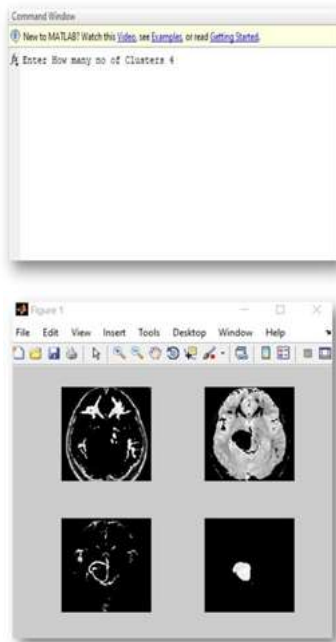 Command Window
New to MATLAB? Watch this Video, see Examples, or read Getting Started.
fx Enter How many no of Clusters 4
Figure 1
File Edit View Insert Tools Desktop Window Help